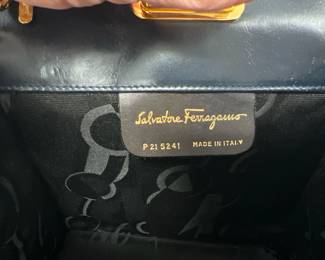 Salvatore Ferragamo
P 21 5241 MADE IN ITALY